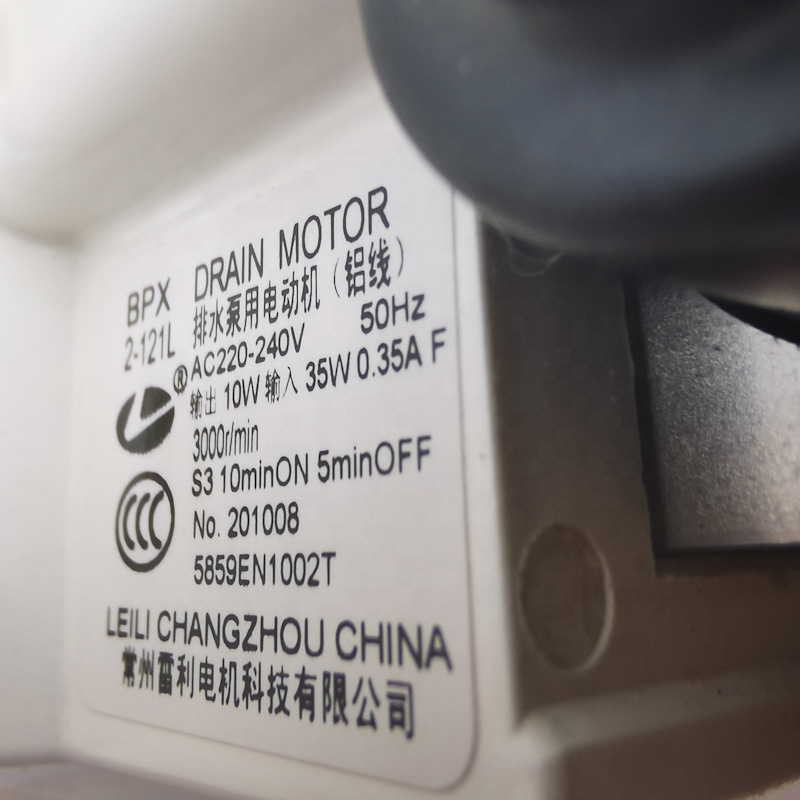 BPX
2-121L
DRAIN MOTOR
排水泵用电动机（铝线）
AC220-240V 50Hz
输出 10W 输入 35W 0.35A F
3000r/min
S3 10minON 5minOFF
No. 201008
5859EN1002T
®
LEILI CHANGZHOU CHINA
常州雷利电机科技有限公司